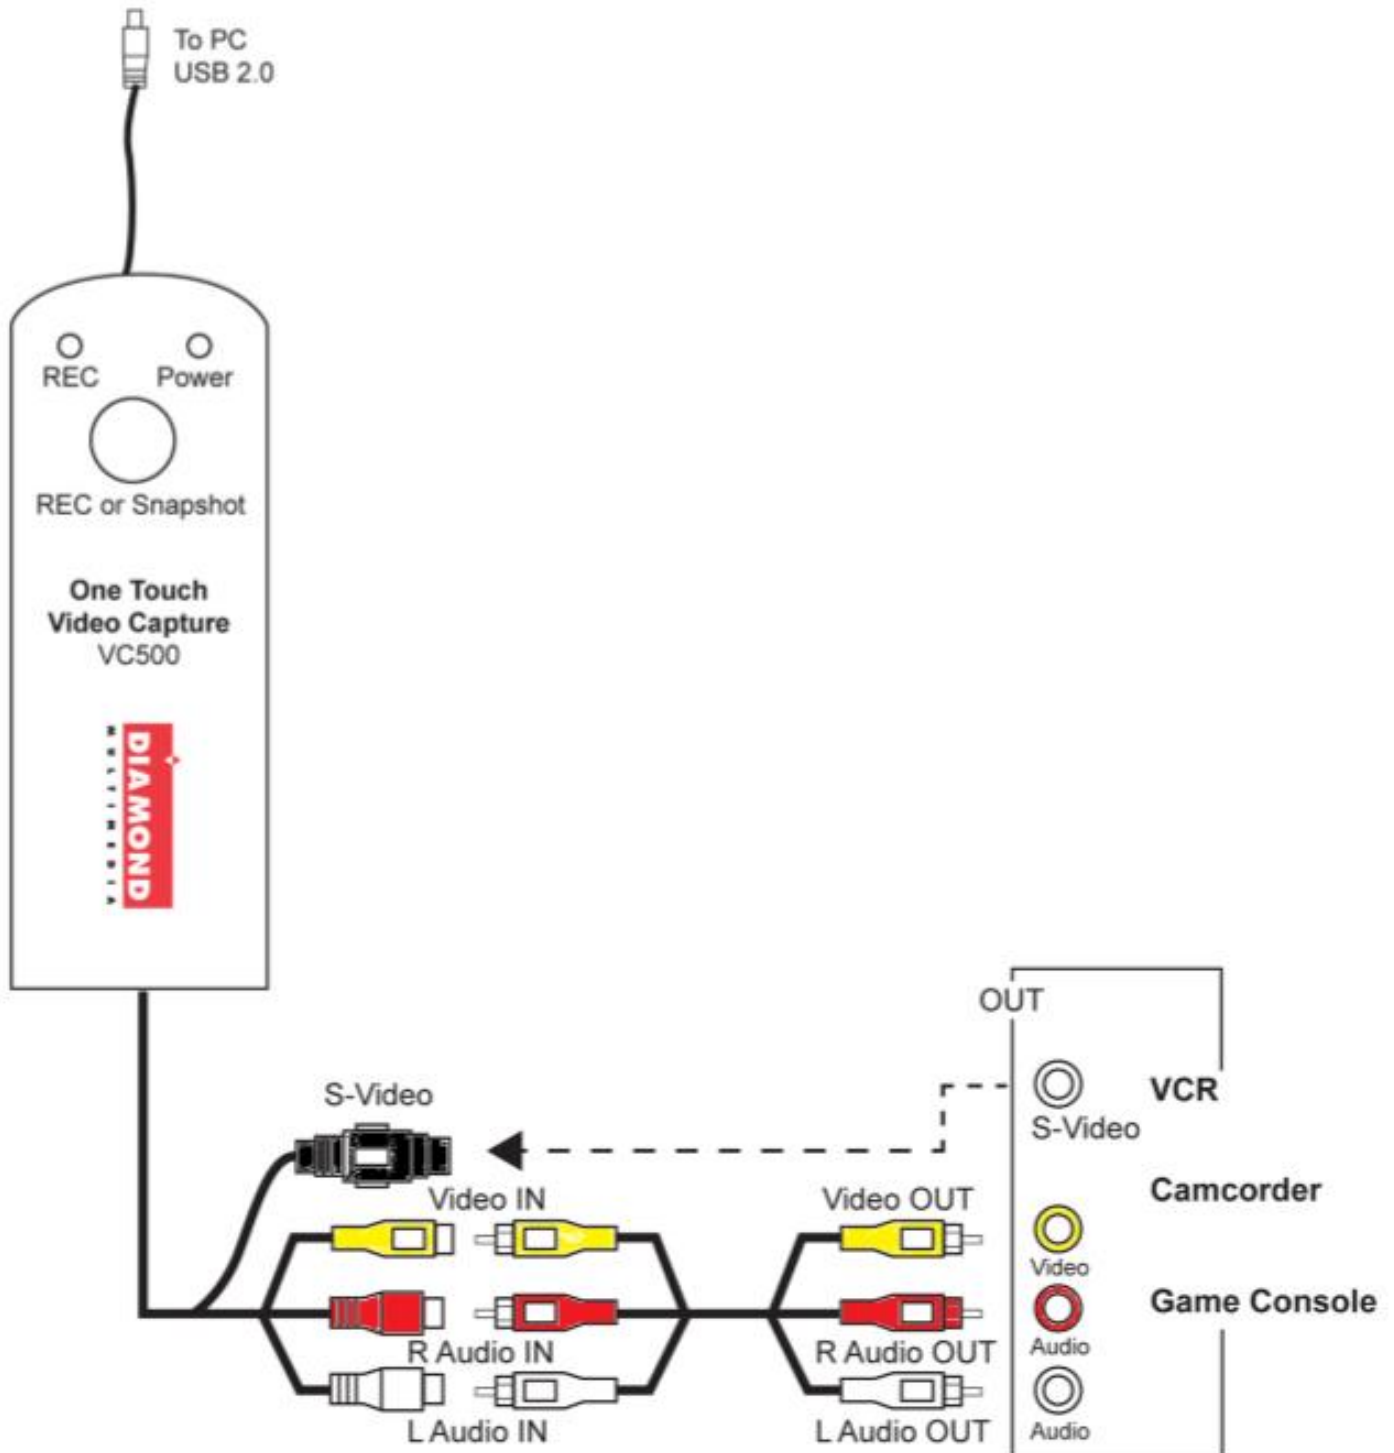 To PC
USB 2.0
REC
Power
REC or Snapshot
One Touch
Video Capture
VC500
DIAMOND
MULTIMEDIA
OUT
S-Video
VCR
S-Video
Camcorder
Video IN
Video OUT
Video
Game Console
R Audio IN
R Audio OUT
Audio
L Audio IN
L Audio OUT
Audio